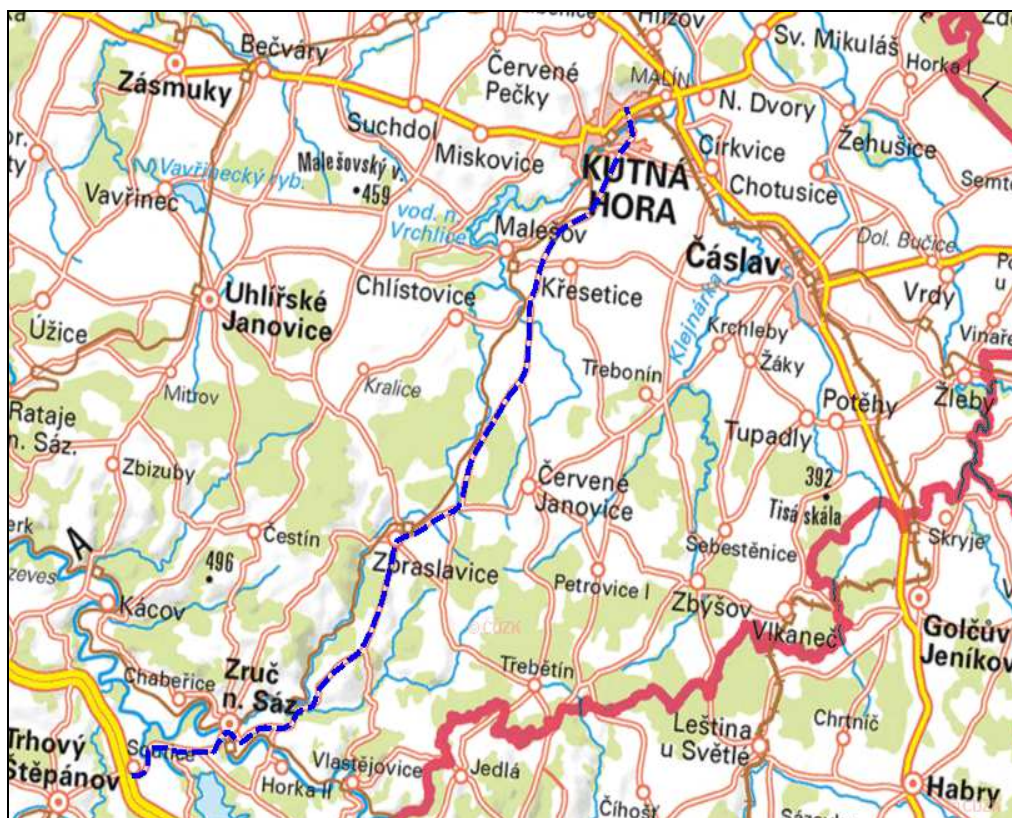 Bečváry
Zásmuky
Hlízov
Sv. Mikuláš
Horka I
Červené
Pečky
MALÍN
N. Dvory
Suchdol
Miskovice
KUTNÁ
HORA
Církvice
Žehušice
Chotusice
Vavřinecký ryb.
Vavřinec
Malešovský v.
459
vod. n.
Vrchlice
Malešov
Čáslav
Dol. Bučice
Vrdy
Uhlířské
Janovice
Chlístovice
Křesetice
Klejnárka
Krchleby
Úžice
Mitrov
Kralice
Třebonín
Žáky
Žleby
Rataje
n. Sáz.
Zbizuby
Potěhy
Tupadly
Červené
Janovice
392
Tisá skála
Čestín
496
Zbraslavice
Šebestěnice
Skryje
Petrovice I
Zbýšov
Kácov
©ČÚZK
Vlkaneč
Golčův
Jeníkov
Chabeřice
Zruč
n. Sáz.
Třebětín
Leština
u Světlé
Chrtníč
Trhový
Štěpánov
Soutice
Horka II
Vlastějovice
Jedlá
Číhošť
Habry
©ČÚZK